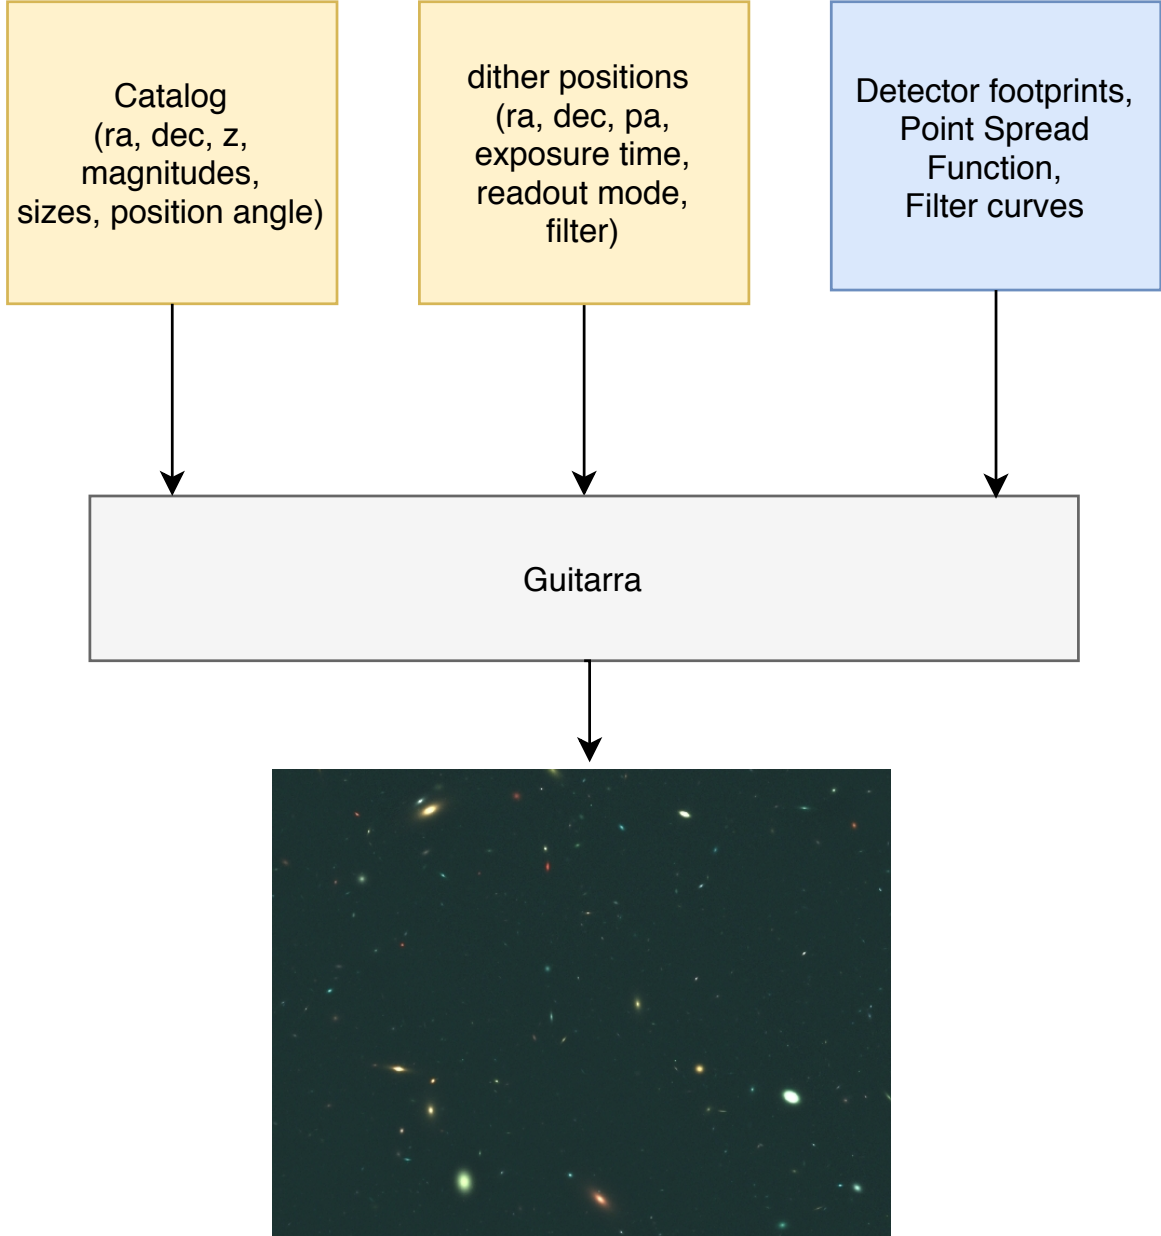 Catalog
(ra, dec, z,
magnitudes,
sizes, position angle)
dither positions
(ra, dec, pa,
exposure time,
readout mode,
filter)
Detector footprints,
Point Spread
Function,
Filter curves
Guitarra